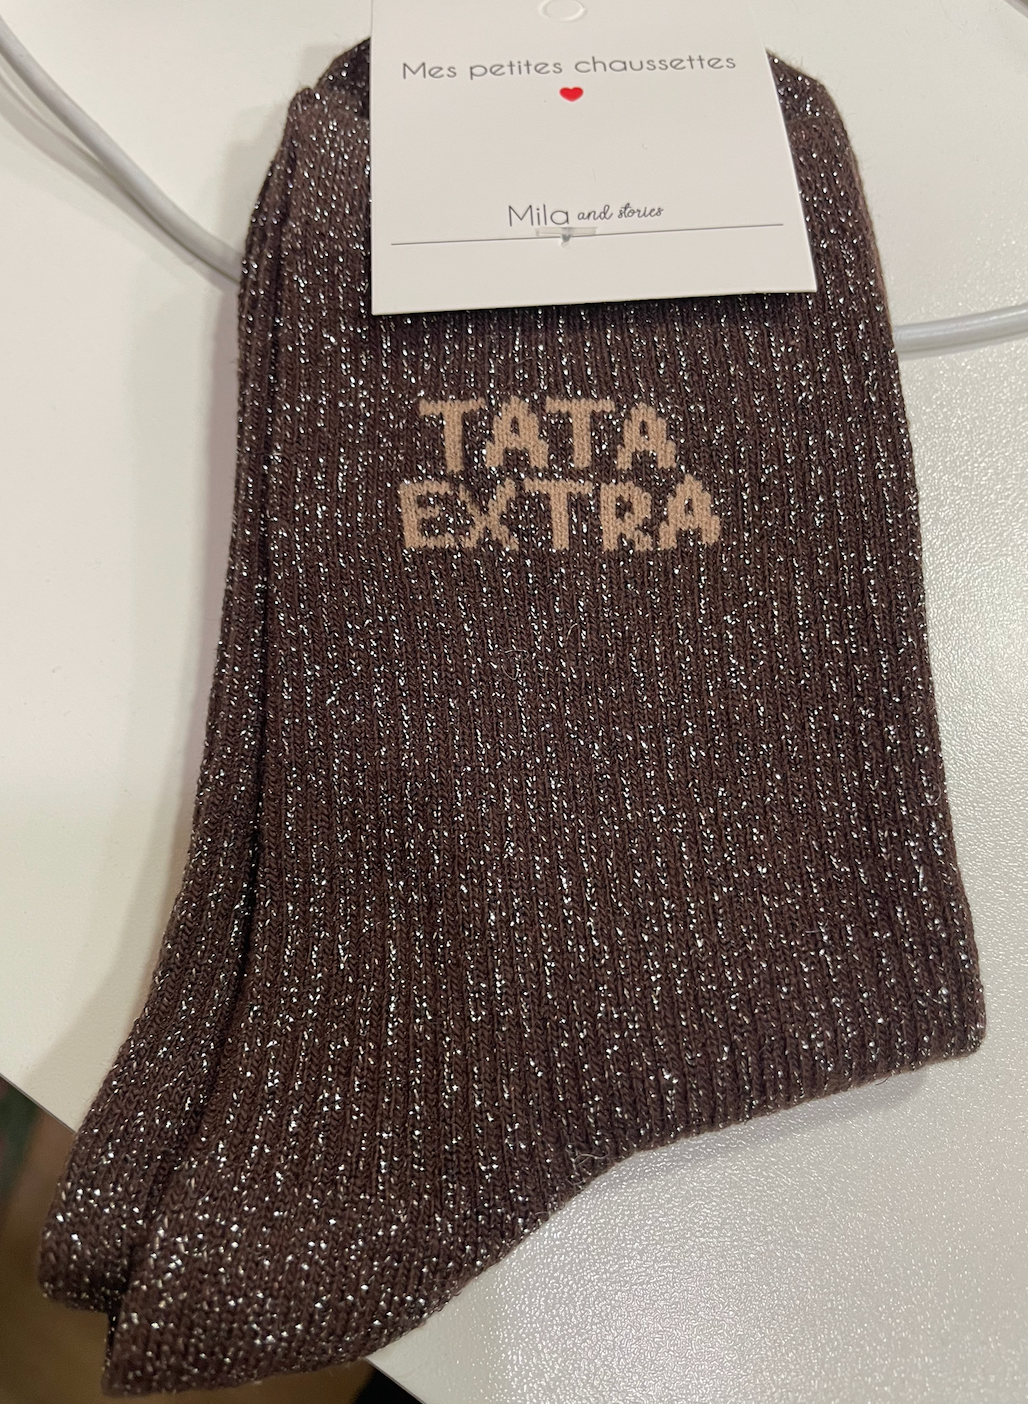 Mes petites chaussettes
Mila and stories
TATA
EXTRA